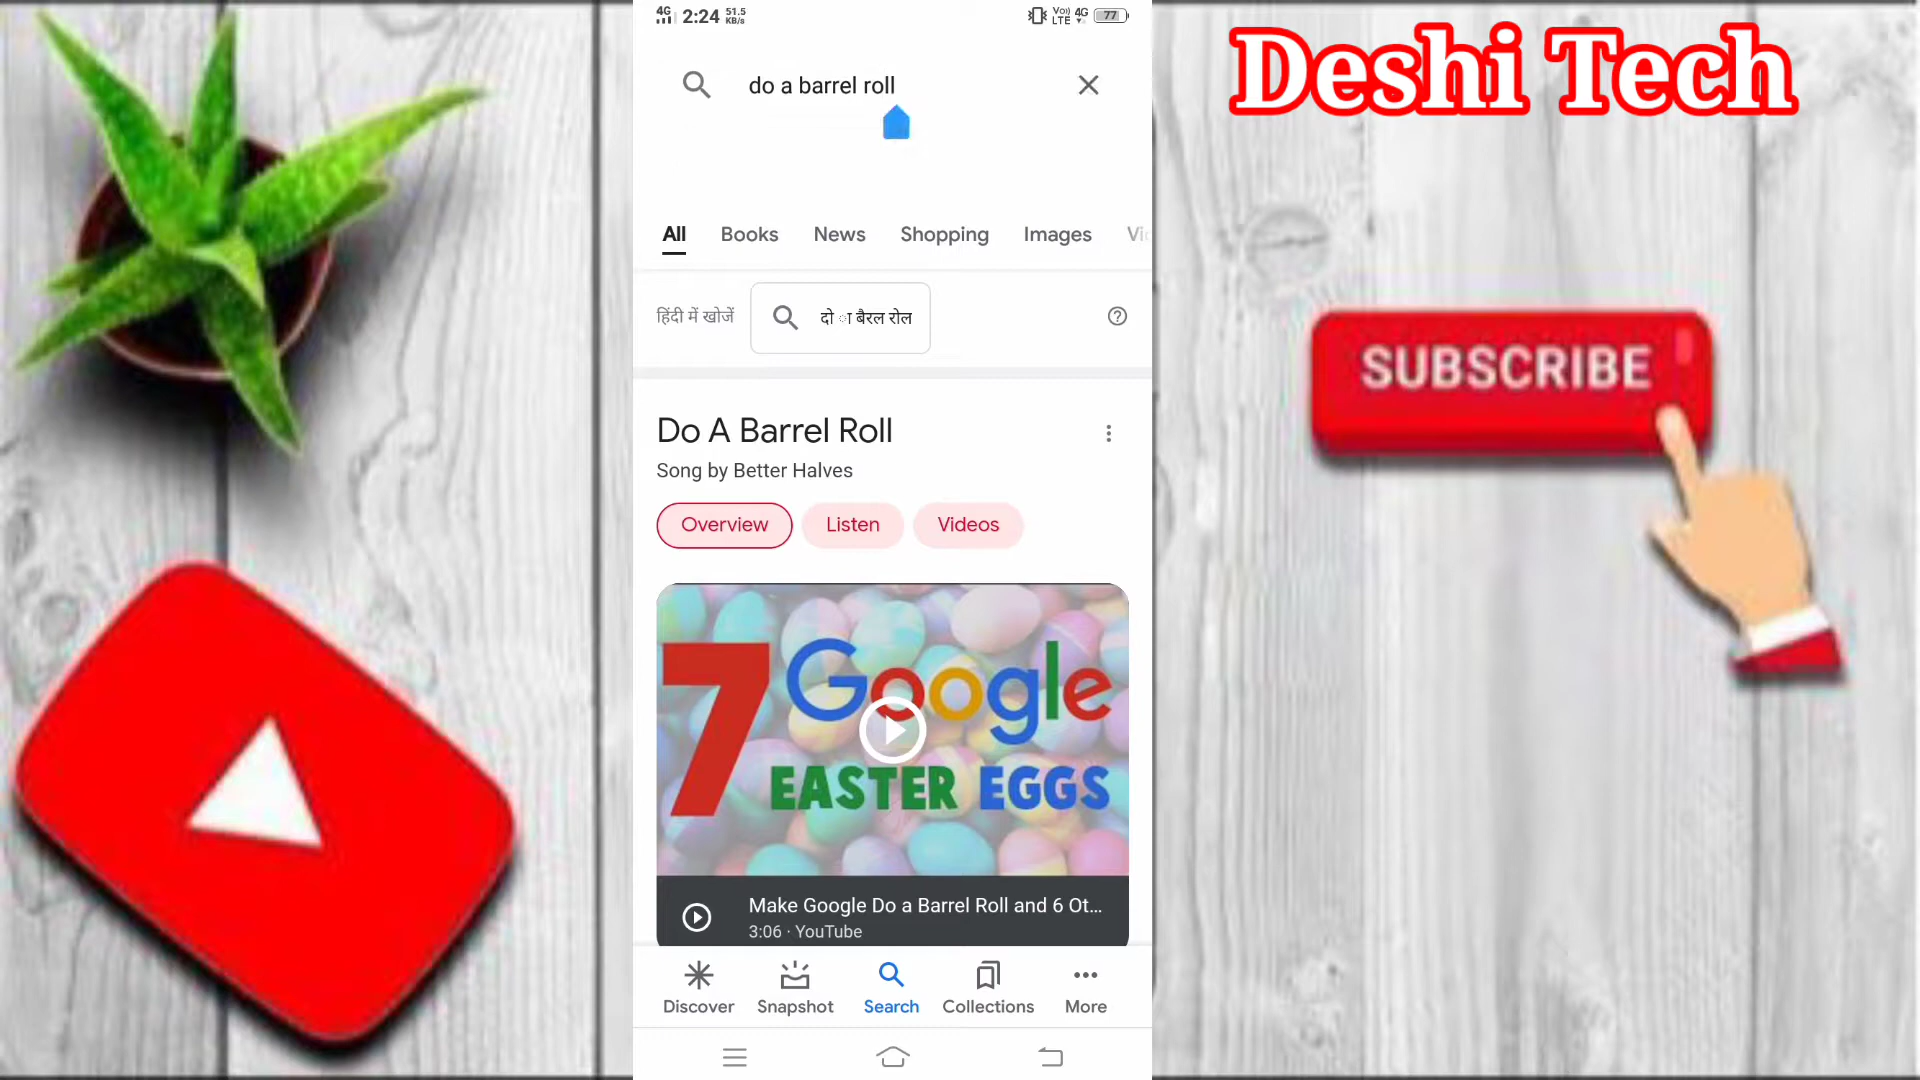 4G 2:24 51.5 KB/s Vo) LTE 4G 77
Deshi Tech
do a barrel roll
All Books News Shopping Images Vi
हिंदी में खोजें दो ा बैरल रोल
SUBSCRIBE
Do A Barrel Roll
Song by Better Halves
Overview Listen Videos
7 Google
EASTER EGGS
Make Google Do a Barrel Roll and 6 Ot...
3:06 · YouTube
Discover Snapshot Search Collections More